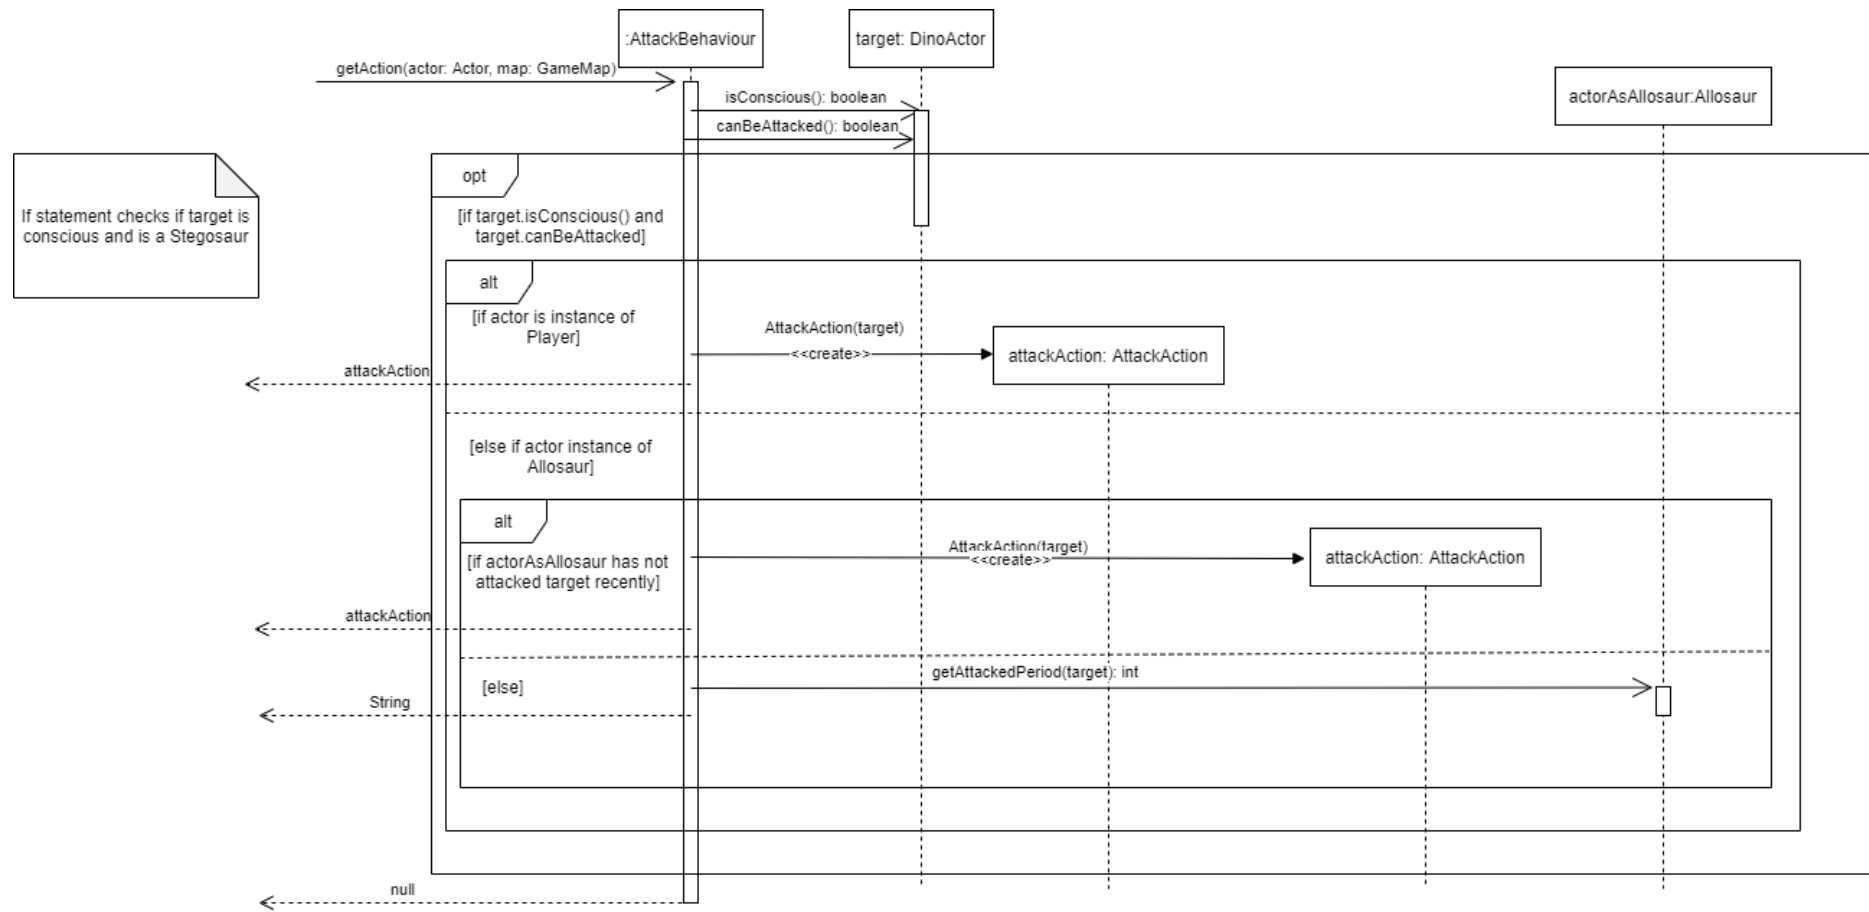 :AttackBehaviour
target: DinoActor
getAction(actor: Actor, map: GameMap)
isConscious(): boolean
actorAsAllosaur:Allosaur
canBeAttacked(): boolean
opt
If statement checks if target is
conscious and is a Stegosaur
[if target.isConscious() and
target.canBeAttacked]
alt
[if actor is instance of
Player]
AttackAction(target)
<<create>>
attackAction: AttackAction
attackAction
[else if actor instance of
Allosaur]
alt
[if actorAsAllosaur has not
attacked target recently]
AttackAction(target)
<<create>>
attackAction: AttackAction
attackAction
getAttackedPeriod(target): int
[else]
String
null